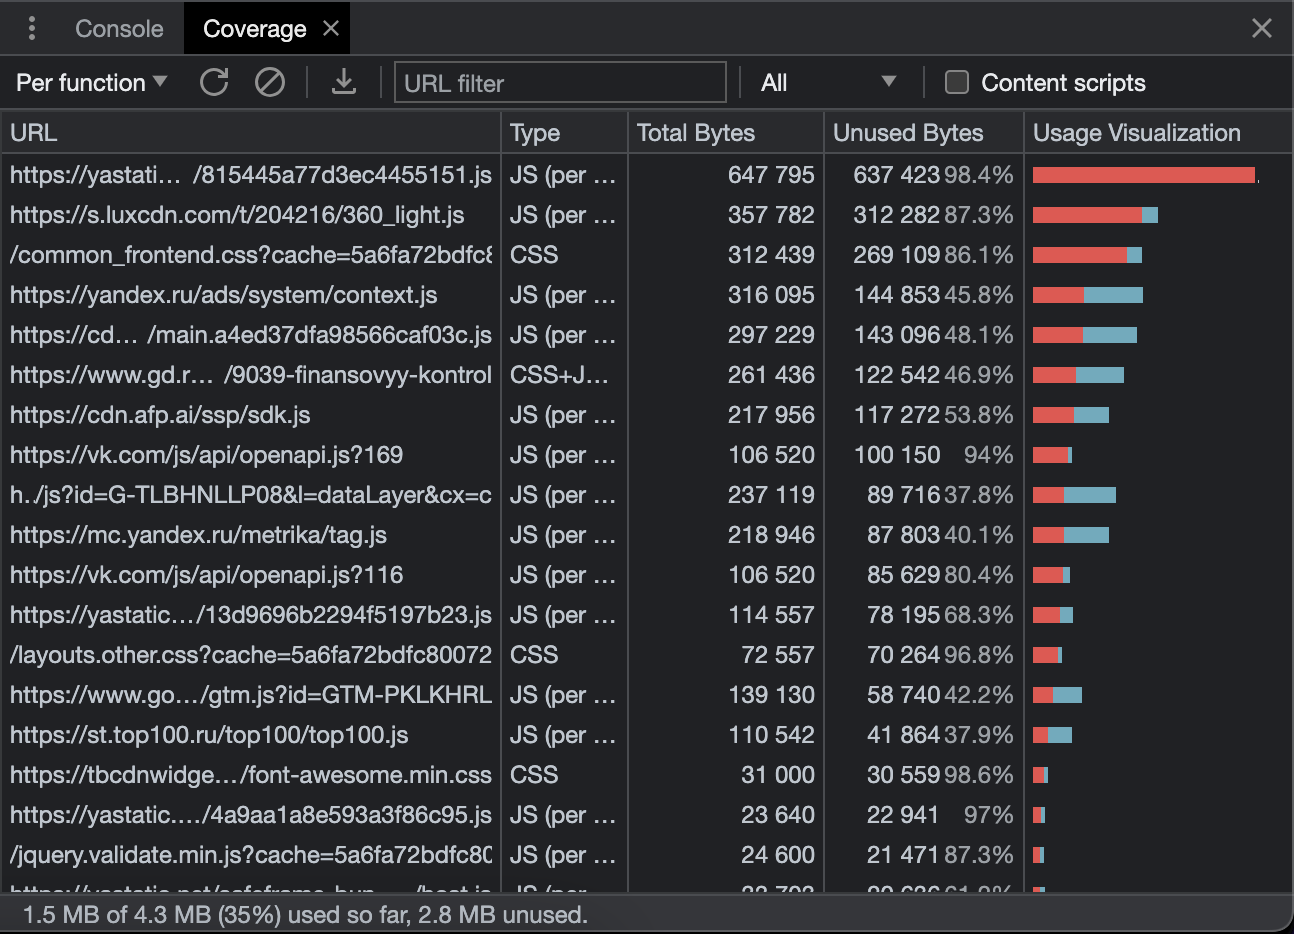 Console Coverage
Per function URL filter All Content scripts
URL Type Total Bytes Unused Bytes Usage Visualization
https://yastati… /815445a77d3ec4455151.js JS (per … 647 795 637 423 98.4%
https://s.luxcdn.com/t/204216/360_light.js JS (per … 357 782 312 282 87.3%
/common_frontend.css?cache=5a6fa72bdfc8 CSS 312 439 269 109 86.1%
https://yandex.ru/ads/system/context.js JS (per … 316 095 144 853 45.8%
https://cd… /main.a4ed37dfa98566caf03c.js JS (per … 297 229 143 096 48.1%
https://www.gd.r… /9039-finansovyy-kontrol CSS+J… 261 436 122 542 46.9%
https://cdn.afp.ai/ssp/sdk.js JS (per … 217 956 117 272 53.8%
https://vk.com/js/api/openapi.js?169 JS (per … 106 520 100 150 94%
h../js?id=G-TLBHNLLP08&l=dataLayer&cx=c JS (per … 237 119 89 716 37.8%
https://mc.yandex.ru/metrika/tag.js JS (per … 218 946 87 803 40.1%
https://vk.com/js/api/openapi.js?116 JS (per … 106 520 85 629 80.4%
https://yastatic…/13d9696b2294f5197b23.js JS (per … 114 557 78 195 68.3%
/layouts.other.css?cache=5a6fa72bdfc80072 CSS 72 557 70 264 96.8%
https://www.go…/gtm.js?id=GTM-PKLKHRL JS (per … 139 130 58 740 42.2%
https://st.top100.ru/top100/top100.js JS (per … 110 542 41 864 37.9%
https://tbcdnwidge…/font-awesome.min.css CSS 31 000 30 559 98.6%
https://yastatic.…/4a9aa1a8e593a3f86c95.js JS (per … 23 640 22 941 97%
/jquery.validate.min.js?cache=5a6fa72bdfc80 JS (per … 24 600 21 471 87.3%
1.5 MB of 4.3 MB (35%) used so far, 2.8 MB unused.